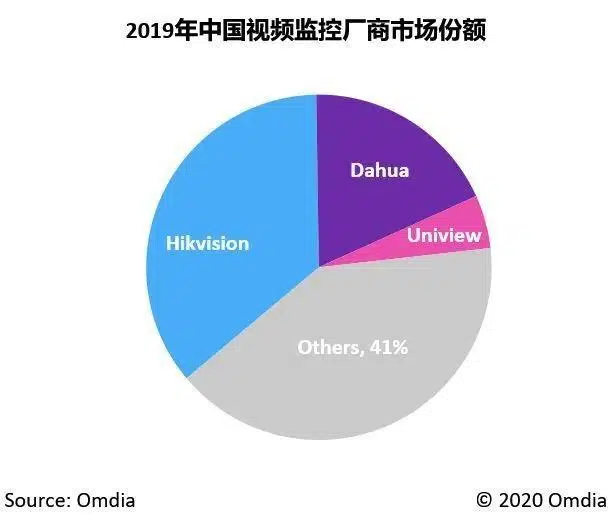 2019年中国视频监控厂商市场份额
Dahua
Uniview
Hikvision
Others, 41%
Source: Omdia
© 2020 Omdia